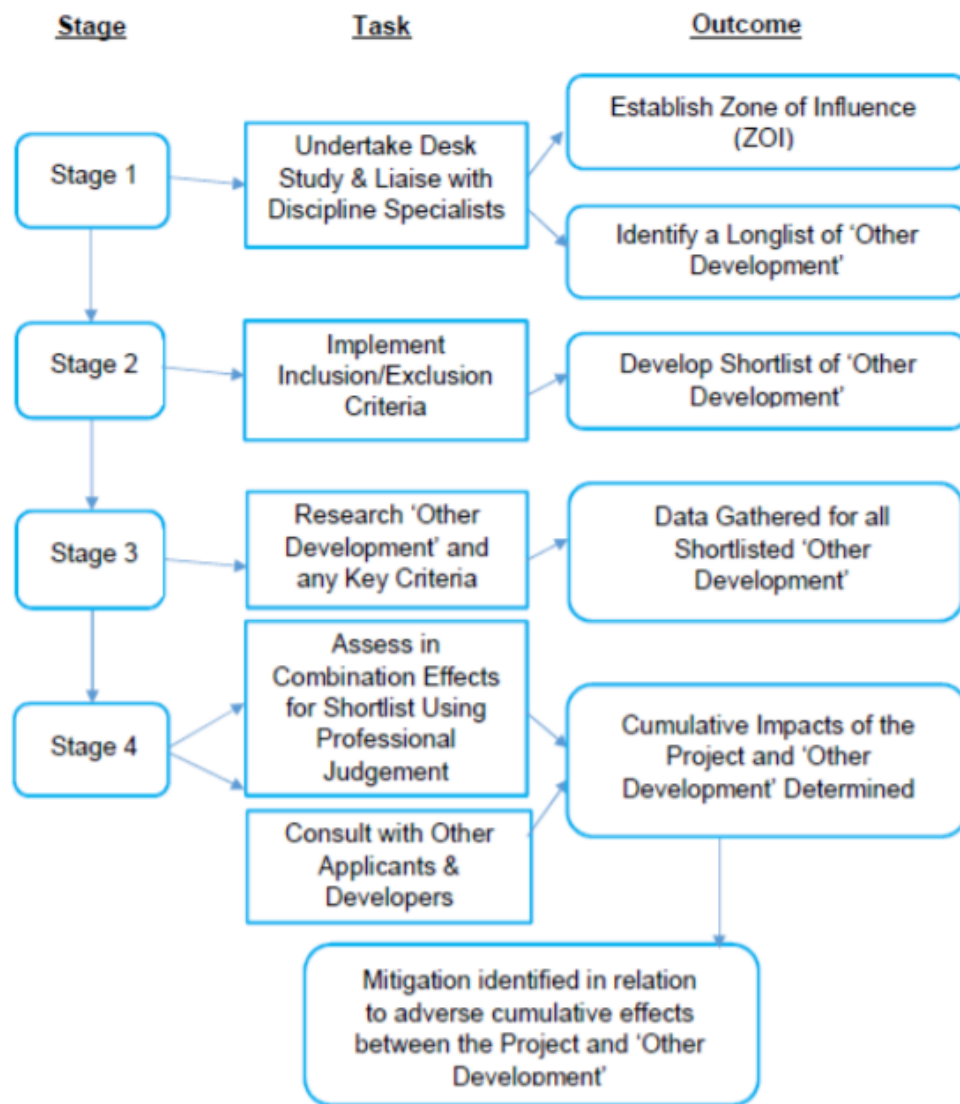 Stage
Task
Outcome
Stage 1
Undertake Desk
Study & Liaise with
Discipline Specialists
Establish Zone of Influence
(ZOI)
Identify a Longlist of ‘Other
Development’
Stage 2
Implement
Inclusion/Exclusion
Criteria
Develop Shortlist of ‘Other
Development’
Stage 3
Research ‘Other
Development’ and
any Key Criteria
Data Gathered for all
Shortlisted ‘Other
Development’
Stage 4
Assess in
Combination Effects
for Shortlist Using
Professional
Judgement
Consult with Other
Applicants &
Developers
Cumulative Impacts of the
Project and ‘Other
Development’ Determined
Mitigation identified in relation
to adverse cumulative effects
between the Project and ‘Other
Development’